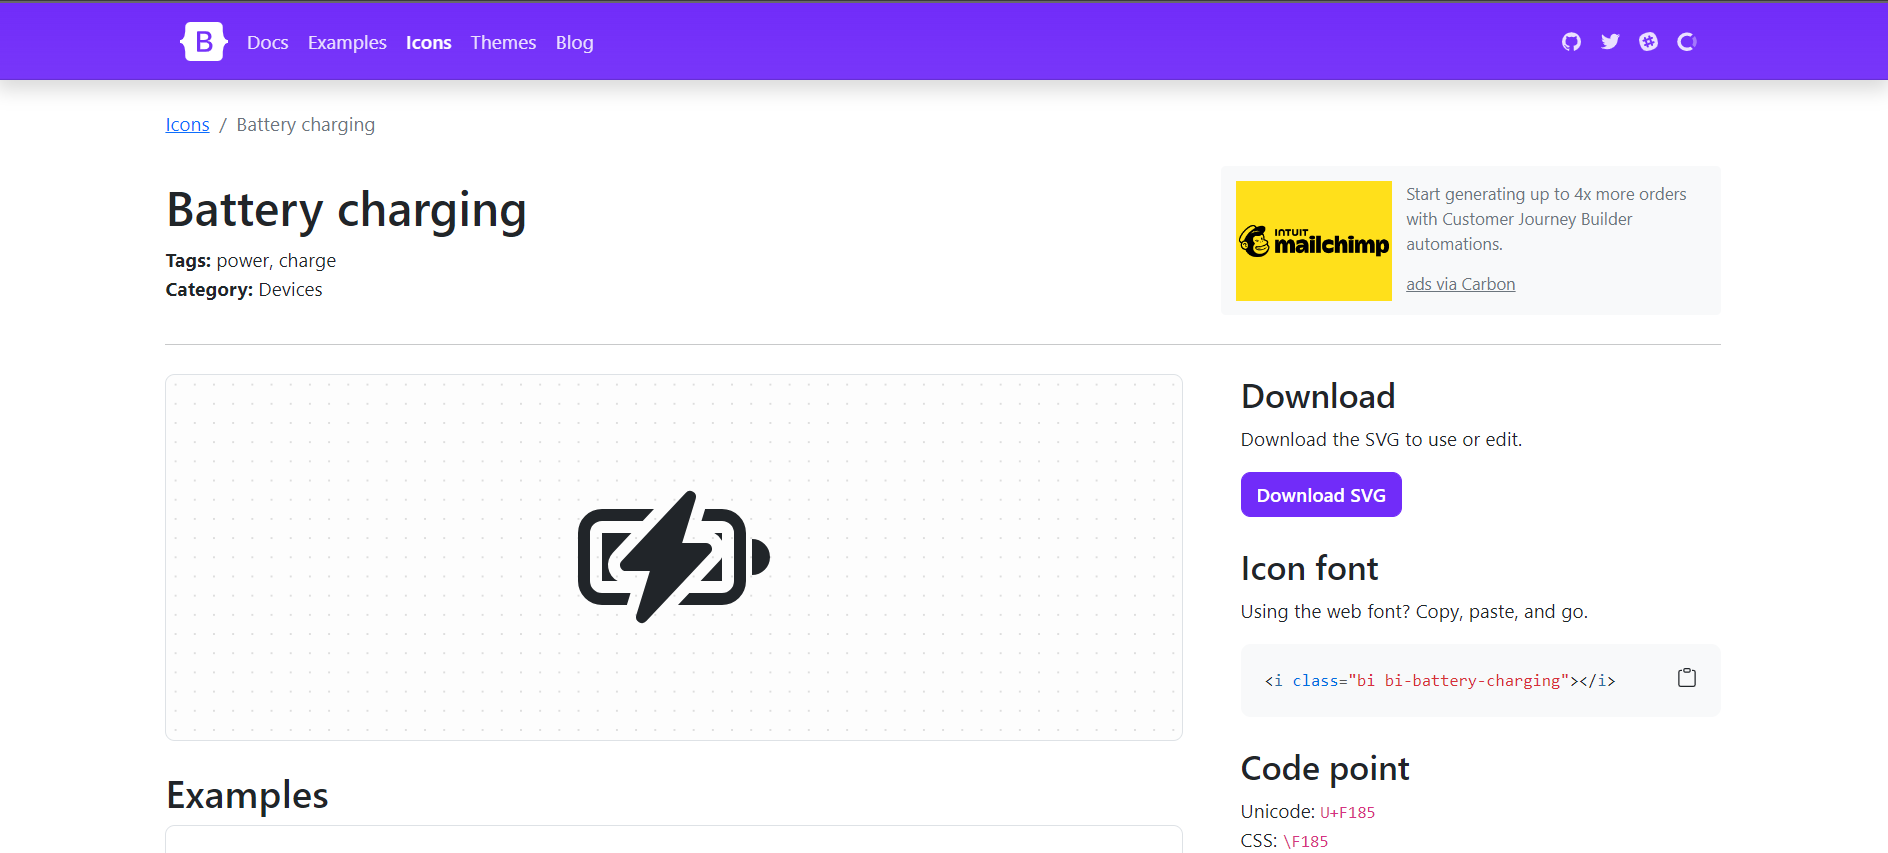 B Docs Examples Icons Themes Blog
Icons / Battery charging
Battery charging
Tags: power, charge
Category: Devices
INTUIT
mailchimp
Start generating up to 4x more orders
with Customer Journey Builder
automations.
ads via Carbon
Download
Download the SVG to use or edit.
Download SVG
Icon font
Using the web font? Copy, paste, and go.
<i class="bi bi-battery-charging"></i>
Code point
Unicode: U+F185
CSS: \F185
Examples